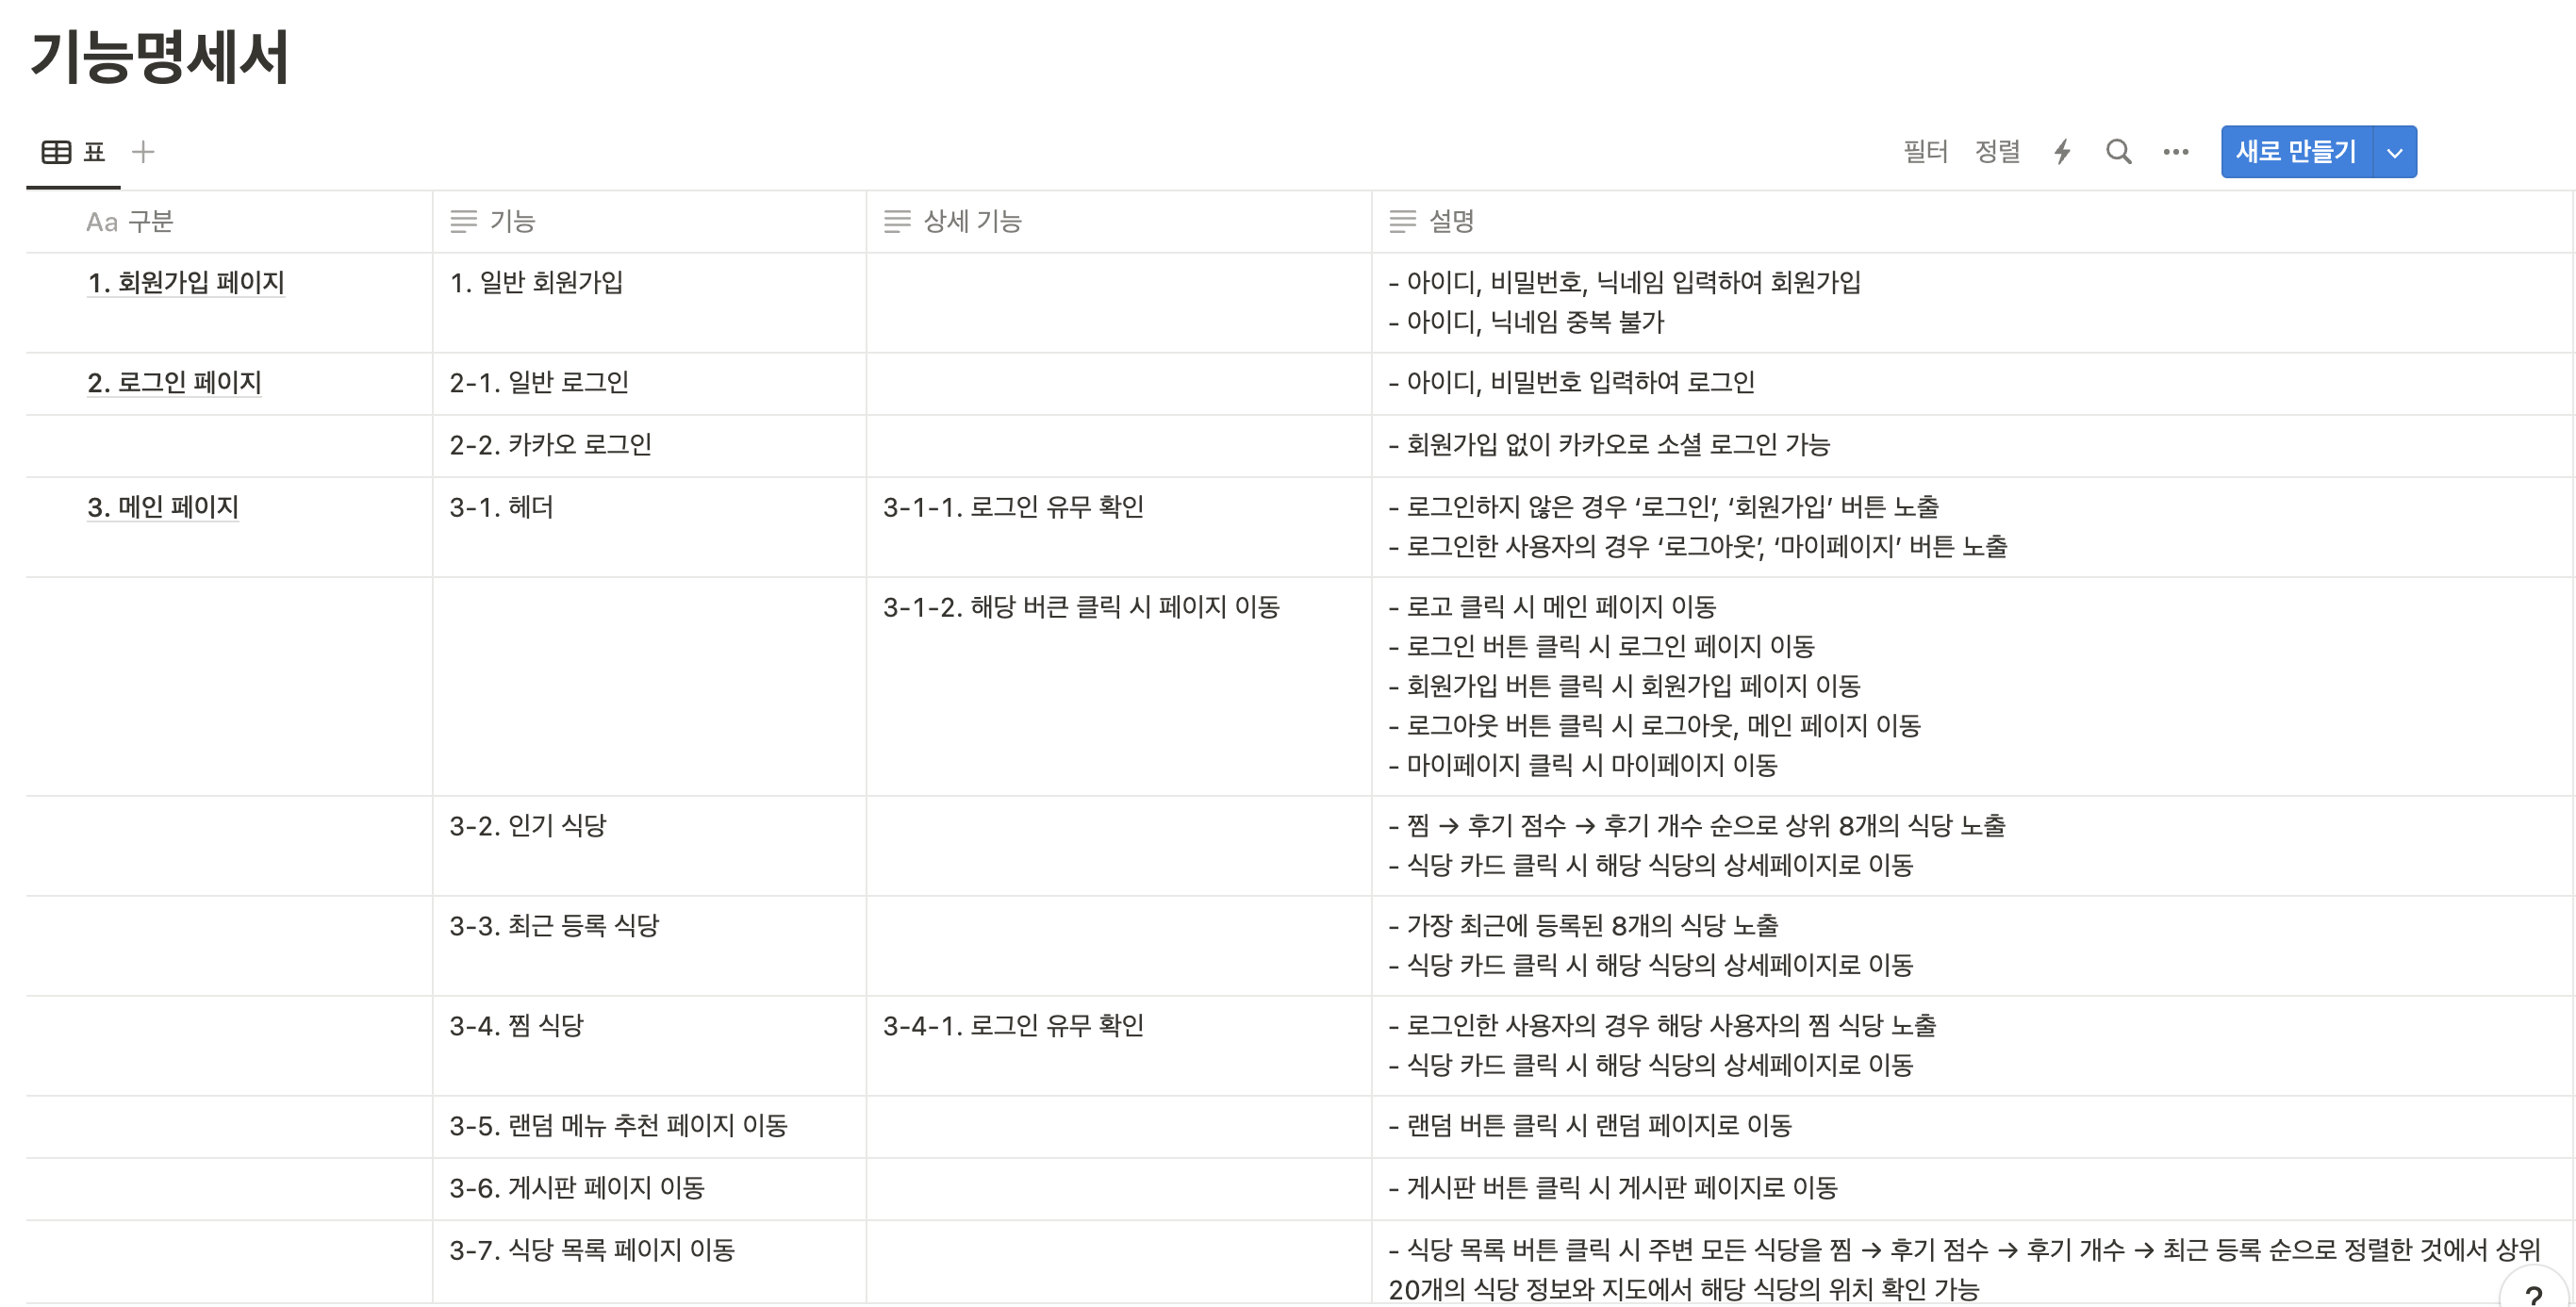 기능명세서
표
필터 정렬 새로 만들기
Aa 구분 기능 상세 기능 설명
1. 회원가입 페이지 1. 일반 회원가입 - 아이디, 비밀번호, 닉네임 입력하여 회원가입
- 아이디, 닉네임 중복 불가
2. 로그인 페이지 2-1. 일반 로그인 - 아이디, 비밀번호 입력하여 로그인
2-2. 카카오 로그인 - 회원가입 없이 카카오로 소셜 로그인 가능
3. 메인 페이지 3-1. 헤더 3-1-1. 로그인 유무 확인 - 로그인하지 않은 경우 ‘로그인’, ‘회원가입’ 버튼 노출
- 로그인한 사용자의 경우 ‘로그아웃’, ‘마이페이지’ 버튼 노출
3-1-2. 해당 버큰 클릭 시 페이지 이동 - 로고 클릭 시 메인 페이지 이동
- 로그인 버튼 클릭 시 로그인 페이지 이동
- 회원가입 버튼 클릭 시 회원가입 페이지 이동
- 로그아웃 버튼 클릭 시 로그아웃, 메인 페이지 이동
- 마이페이지 클릭 시 마이페이지 이동
3-2. 인기 식당 - 찜 → 후기 점수 → 후기 개수 순으로 상위 8개의 식당 노출
- 식당 카드 클릭 시 해당 식당의 상세페이지로 이동
3-3. 최근 등록 식당 - 가장 최근에 등록된 8개의 식당 노출
- 식당 카드 클릭 시 해당 식당의 상세페이지로 이동
3-4. 찜 식당 3-4-1. 로그인 유무 확인 - 로그인한 사용자의 경우 해당 사용자의 찜 식당 노출
- 식당 카드 클릭 시 해당 식당의 상세페이지로 이동
3-5. 랜덤 메뉴 추천 페이지 이동 - 랜덤 버튼 클릭 시 랜덤 페이지로 이동
3-6. 게시판 페이지 이동 - 게시판 버튼 클릭 시 게시판 페이지로 이동
3-7. 식당 목록 페이지 이동 - 식당 목록 버튼 클릭 시 주변 모든 식당을 찜 → 후기 점수 → 후기 개수 → 최근 등록 순으로 정렬한 것에서 상위
20개의 식당 정보와 지도에서 해당 식당의 위치 확인 가능
?